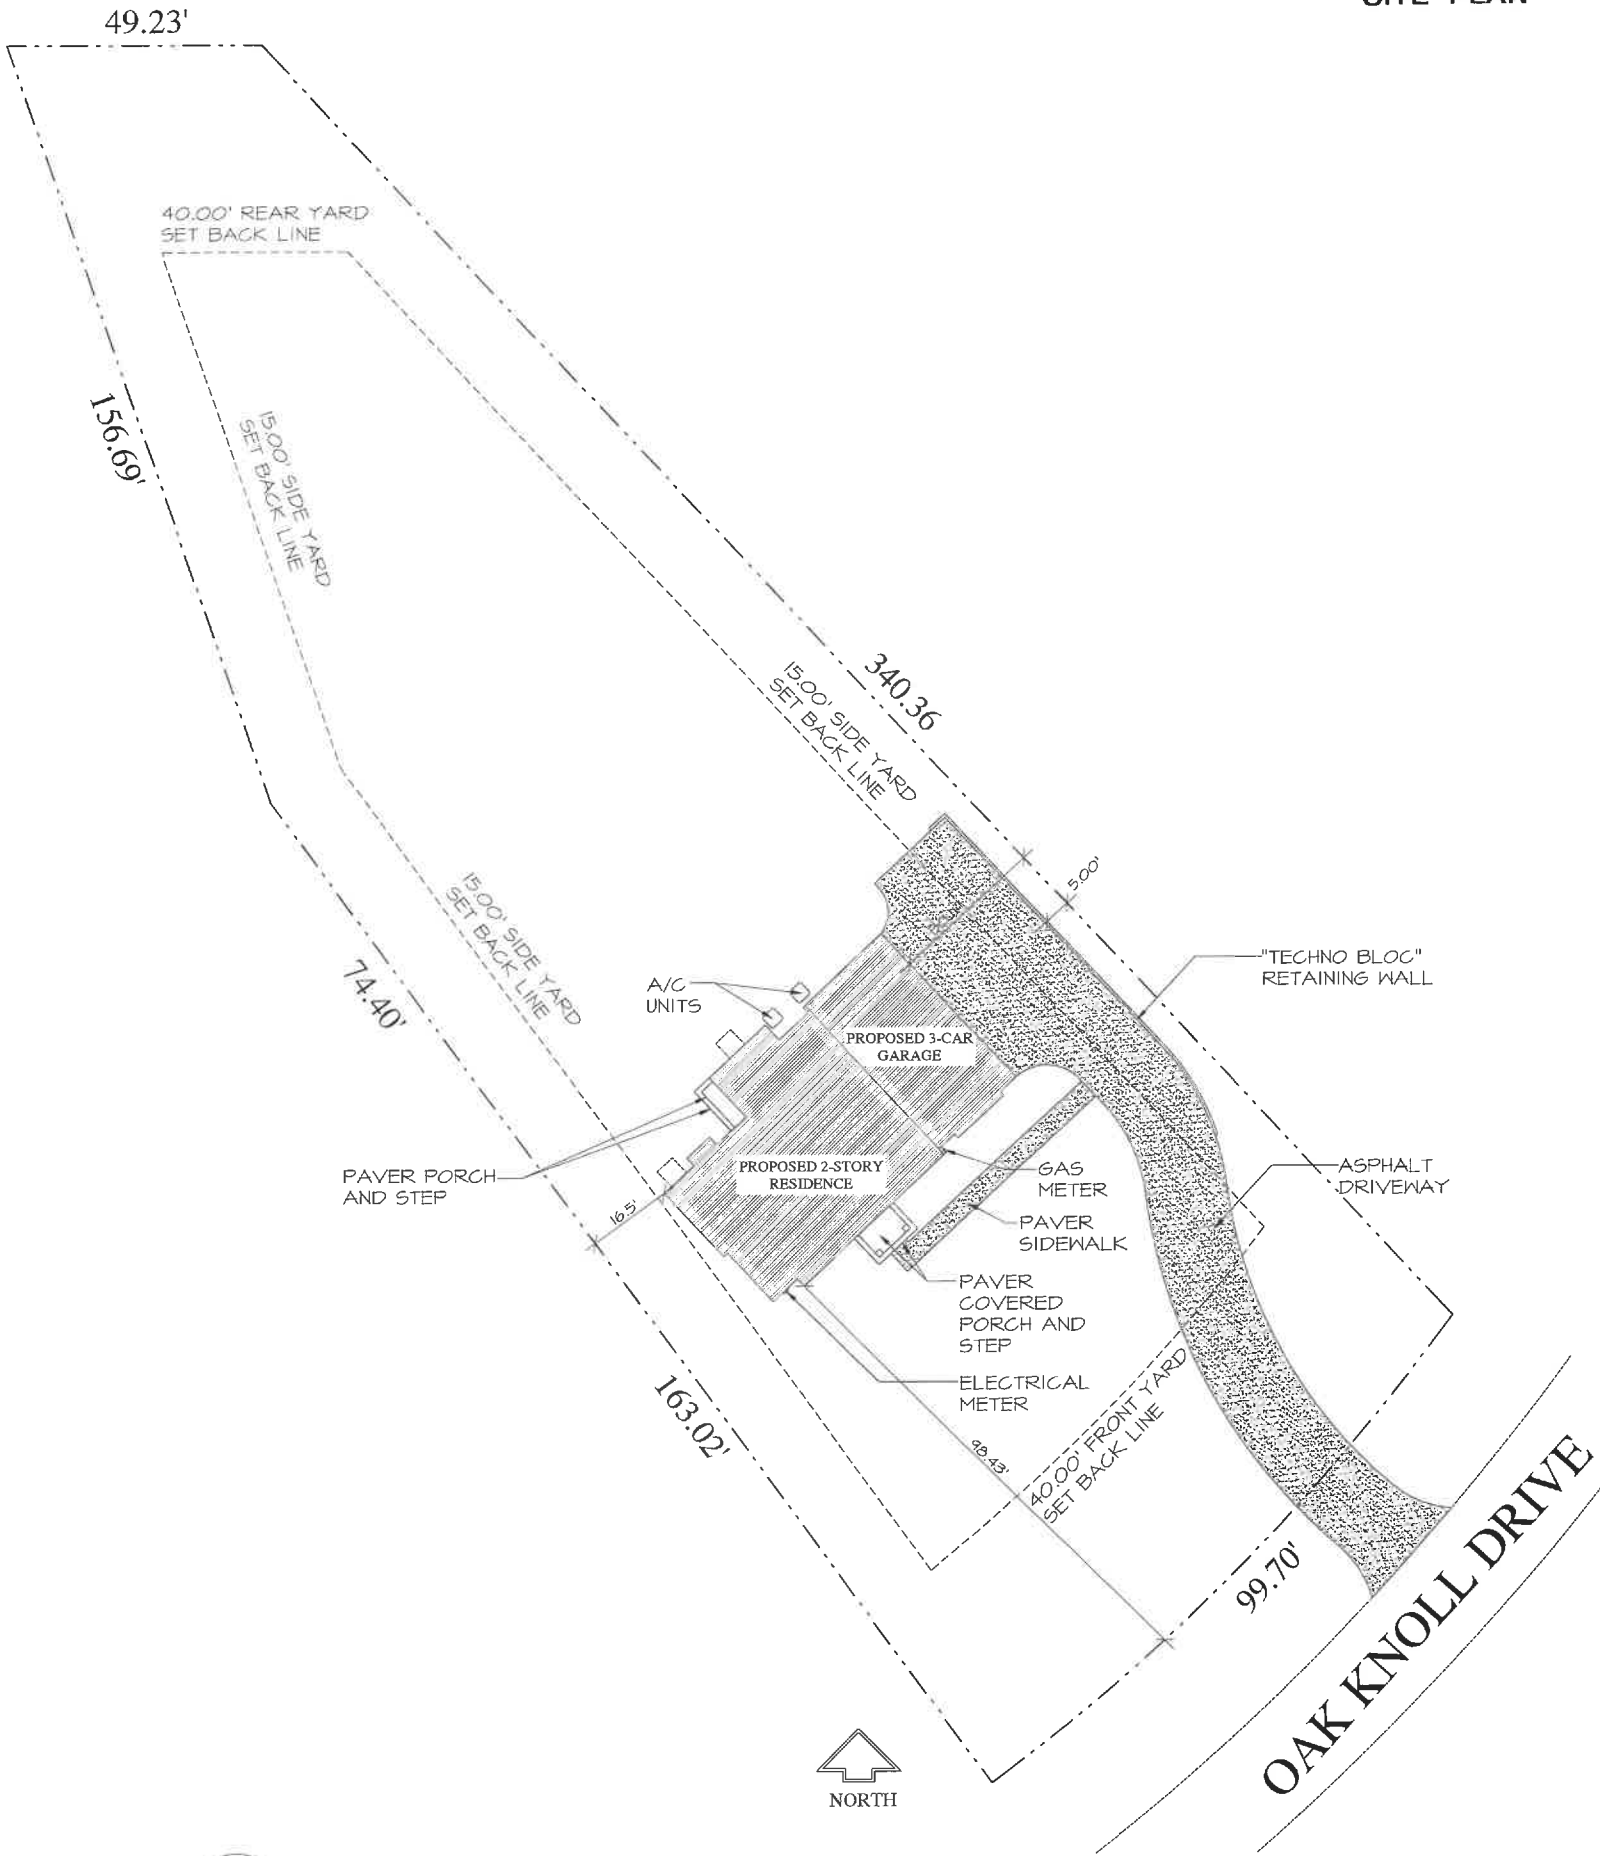 49.23'
40.00' REAR YARD
SET BACK LINE
156.69'
15.00' SIDE YARD
SET BACK LINE
340.36
15.00' SIDE YARD
SET BACK LINE
5.00'
15.00' SIDE YARD
SET BACK LINE
74.40'
"TECHNO BLOC"
RETAINING WALL
A/C
UNITS
PROPOSED 3-CAR
GARAGE
PAVER PORCH
AND STEP
PROPOSED 2-STORY
RESIDENCE
GAS
METER
ASPHALT
DRIVEWAY
16.5'
PAVER
SIDEWALK
PAVER
COVERED
PORCH AND
STEP
ELECTRICAL
METER
163.02'
98.43'
40.00' FRONT YARD
SET BACK LINE
99.70'
OAK KNOLL DRIVE
NORTH